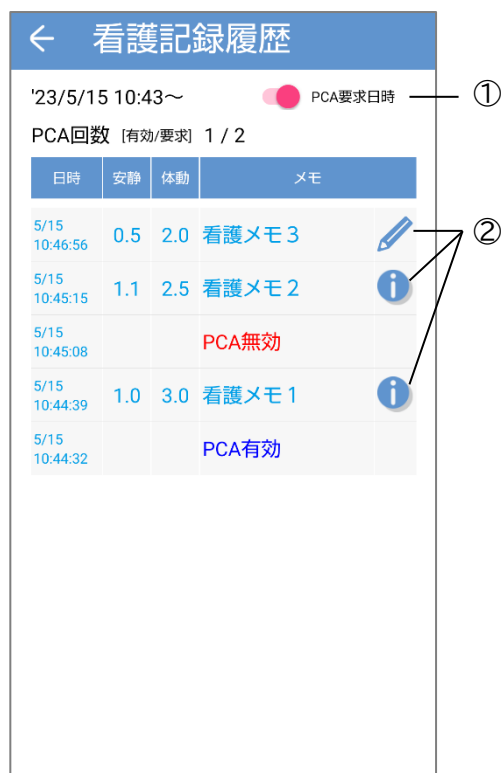 看護記録履歴
'23/5/15 10:43～ PCA要求日時 ①
PCA回数 [有効/要求] 1 / 2
日時 安静 体動 メモ
5/15
10:46:56 0.5 2.0 看護メモ３ ②
5/15
10:45:15 1.1 2.5 看護メモ２
5/15
10:45:08 PCA無効
5/15
10:44:39 1.0 3.0 看護メモ１
5/15
10:44:32 PCA有効